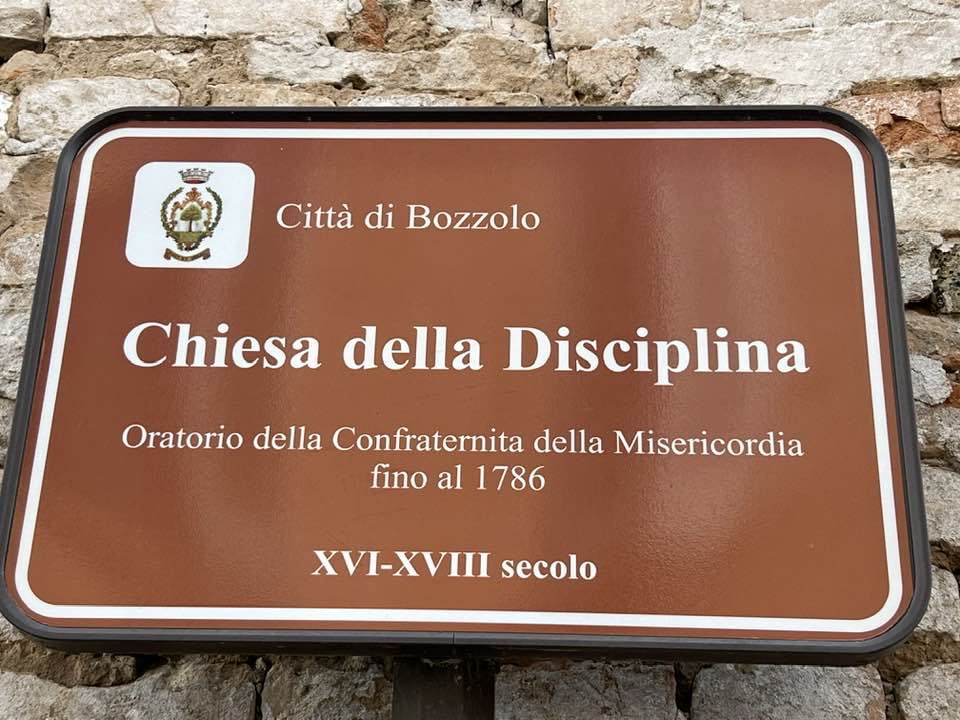 Città di Bozzolo
Chiesa della Disciplina
Oratorio della Confraternita della Misericordia
fino al 1786
XVI-XVIII secolo